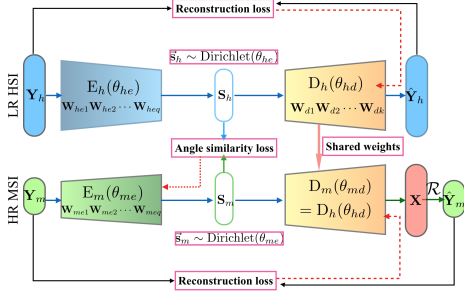 Reconstruction loss
s⃗_h ∼ Dirichlet(θ_he)
LR HSI
Y_h
E_h(θ_he)
W_he1 W_he2 ⋯ W_heq
S_h
D_h(θ_hd)
W_d1 W_d2 ⋯ W_dk
Ŷ_h
Angle similarity loss
Shared weights
HR MSI
Y_m
E_m(θ_me)
W_me1 W_me2 ⋯ W_meq
S_m
D_m(θ_md)
= D_h(θ_hd)
X
R
Ŷ_m
s⃗_m ∼ Dirichlet(θ_me)
Reconstruction loss